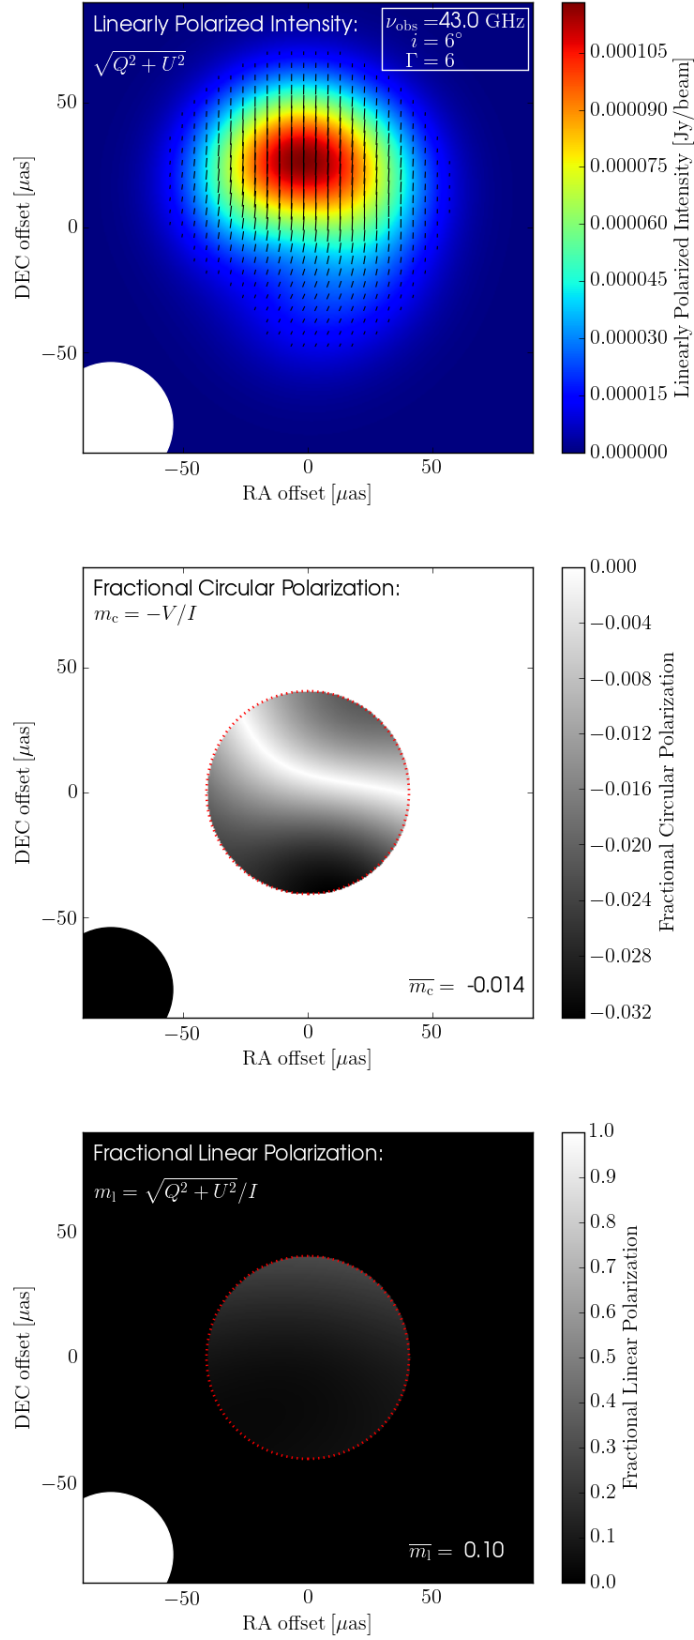 Linearly Polarized Intensity:
√Q² + U²
ν_obs =43.0 GHz
i = 6°
Γ = 6
50
0
−50
DEC offset [μas]
−50 0 50
RA offset [μas]
0.000105
0.000090
0.000075
0.000060
0.000045
0.000030
0.000015
0.000000
Linearly Polarized Intensity [Jy/beam]
Fractional Circular Polarization:
m_c = −V/I
50
0
−50
DEC offset [μas]
m_c = -0.014
−50 0 50
RA offset [μas]
0.000
−0.004
−0.008
−0.012
−0.016
−0.020
−0.024
−0.028
−0.032
Fractional Circular Polarization
Fractional Linear Polarization:
m_l = √Q² + U²/I
50
0
−50
DEC offset [μas]
m_l = 0.10
−50 0 50
RA offset [μas]
1.0
0.9
0.8
0.7
0.6
0.5
0.4
0.3
0.2
0.1
0.0
Fractional Linear Polarization